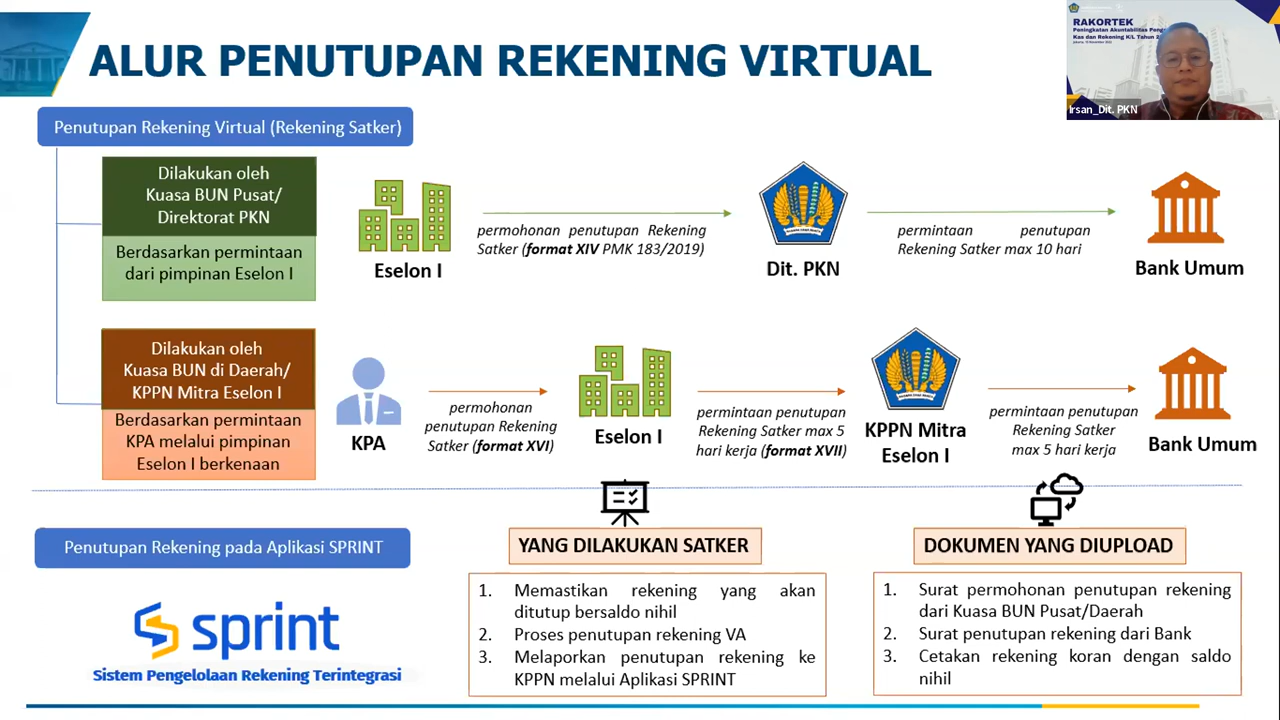 ALUR PENUTUPAN REKENING VIRTUAL
RAKORTEK
Peningkatan Akuntabilitas
Kas dan Rekening K/L Tahun
Irsan_Dit. PKN
Penutupan Rekening Virtual (Rekening Satker)
Dilakukan oleh
Kuasa BUN Pusat/
Direktorat PKN
Berdasarkan permintaan
dari pimpinan Eselon I
Eselon I
permohonan penutupan Rekening
Satker (format XIV PMK 183/2019)
Dit. PKN
permintaan penutupan
Rekening Satker max 10 hari
Bank Umum
Dilakukan oleh
Kuasa BUN di Daerah/
KPPN Mitra Eselon I
Berdasarkan permintaan
KPA melalui pimpinan
Eselon I berkenaan
KPA
permohonan
penutupan Rekening
Satker (format XVI)
Eselon I
permintaan penutupan
Rekening Satker max 5
hari kerja (format XVII)
KPPN Mitra
Eselon I
permintaan penutupan
Rekening Satker
max 5 hari kerja
Bank Umum
Penutupan Rekening pada Aplikasi SPRINT
sprint
Sistem Pengelolaan Rekening Terintegrasi
YANG DILAKUKAN SATKER
1. Memastikan rekening yang akan
ditutup bersaldo nihil
2. Proses penutupan rekening VA
3. Melaporkan penutupan rekening ke
KPPN melalui Aplikasi SPRINT
DOKUMEN YANG DIUPLOAD
1. Surat permohonan penutupan rekening
dari Kuasa BUN Pusat/Daerah
2. Surat penutupan rekening dari Bank
3. Cetakan rekening koran dengan saldo
nihil